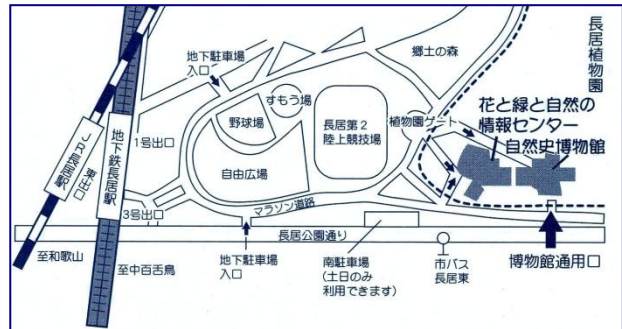 長居植物園
郷土の森
地下駐車場
入口
すもう場
野球場
長居第2
陸上競技場
植物園ゲート
花と緑と自然の
情報センター
自然史博物館
1号出口
自由広場
JR長居駅
東出口
地下鉄長居駅
3号出口
マラソン道路
長居公園通り
至和歌山
至中百舌鳥
地下駐車場
入口
南駐車場
(土日のみ
利用できます)
市バス
長居東
博物館通用口